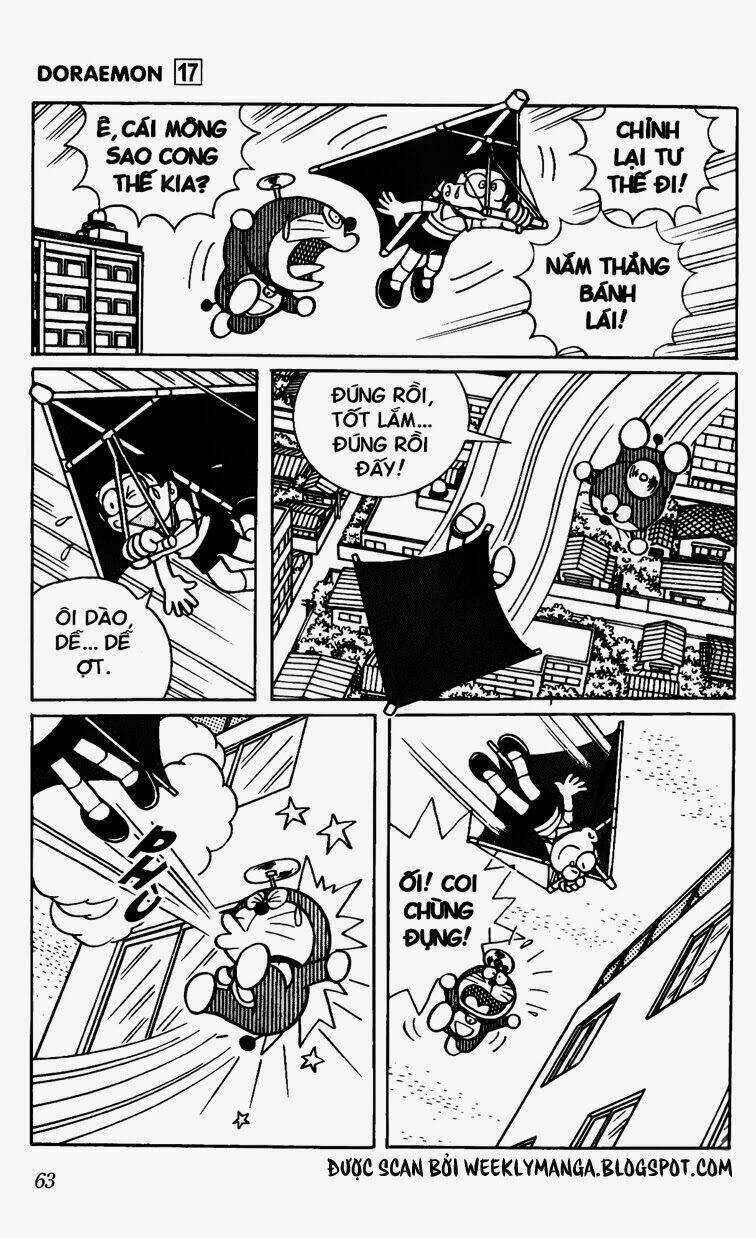 DORAEMON 17
Ê, CÁI MÔNG
SAO CONG
THẾ KIA?
CHỈNH
LẠI TƯ
THẾ ĐI!
NẮM THẲNG
BÁNH
LÁI!
ÔI DÀO,
DỄ... DỄ
ỢT.
ĐÚNG RỒI,
TỐT LẮM...
ĐÚNG RỒI
ĐẤY!
ỐI! COI
CHỪNG
ĐỤNG!
PHÙ
63
ĐƯỢC SCAN BỞI WEEKLYMANGA.BLOGSPOT.COM